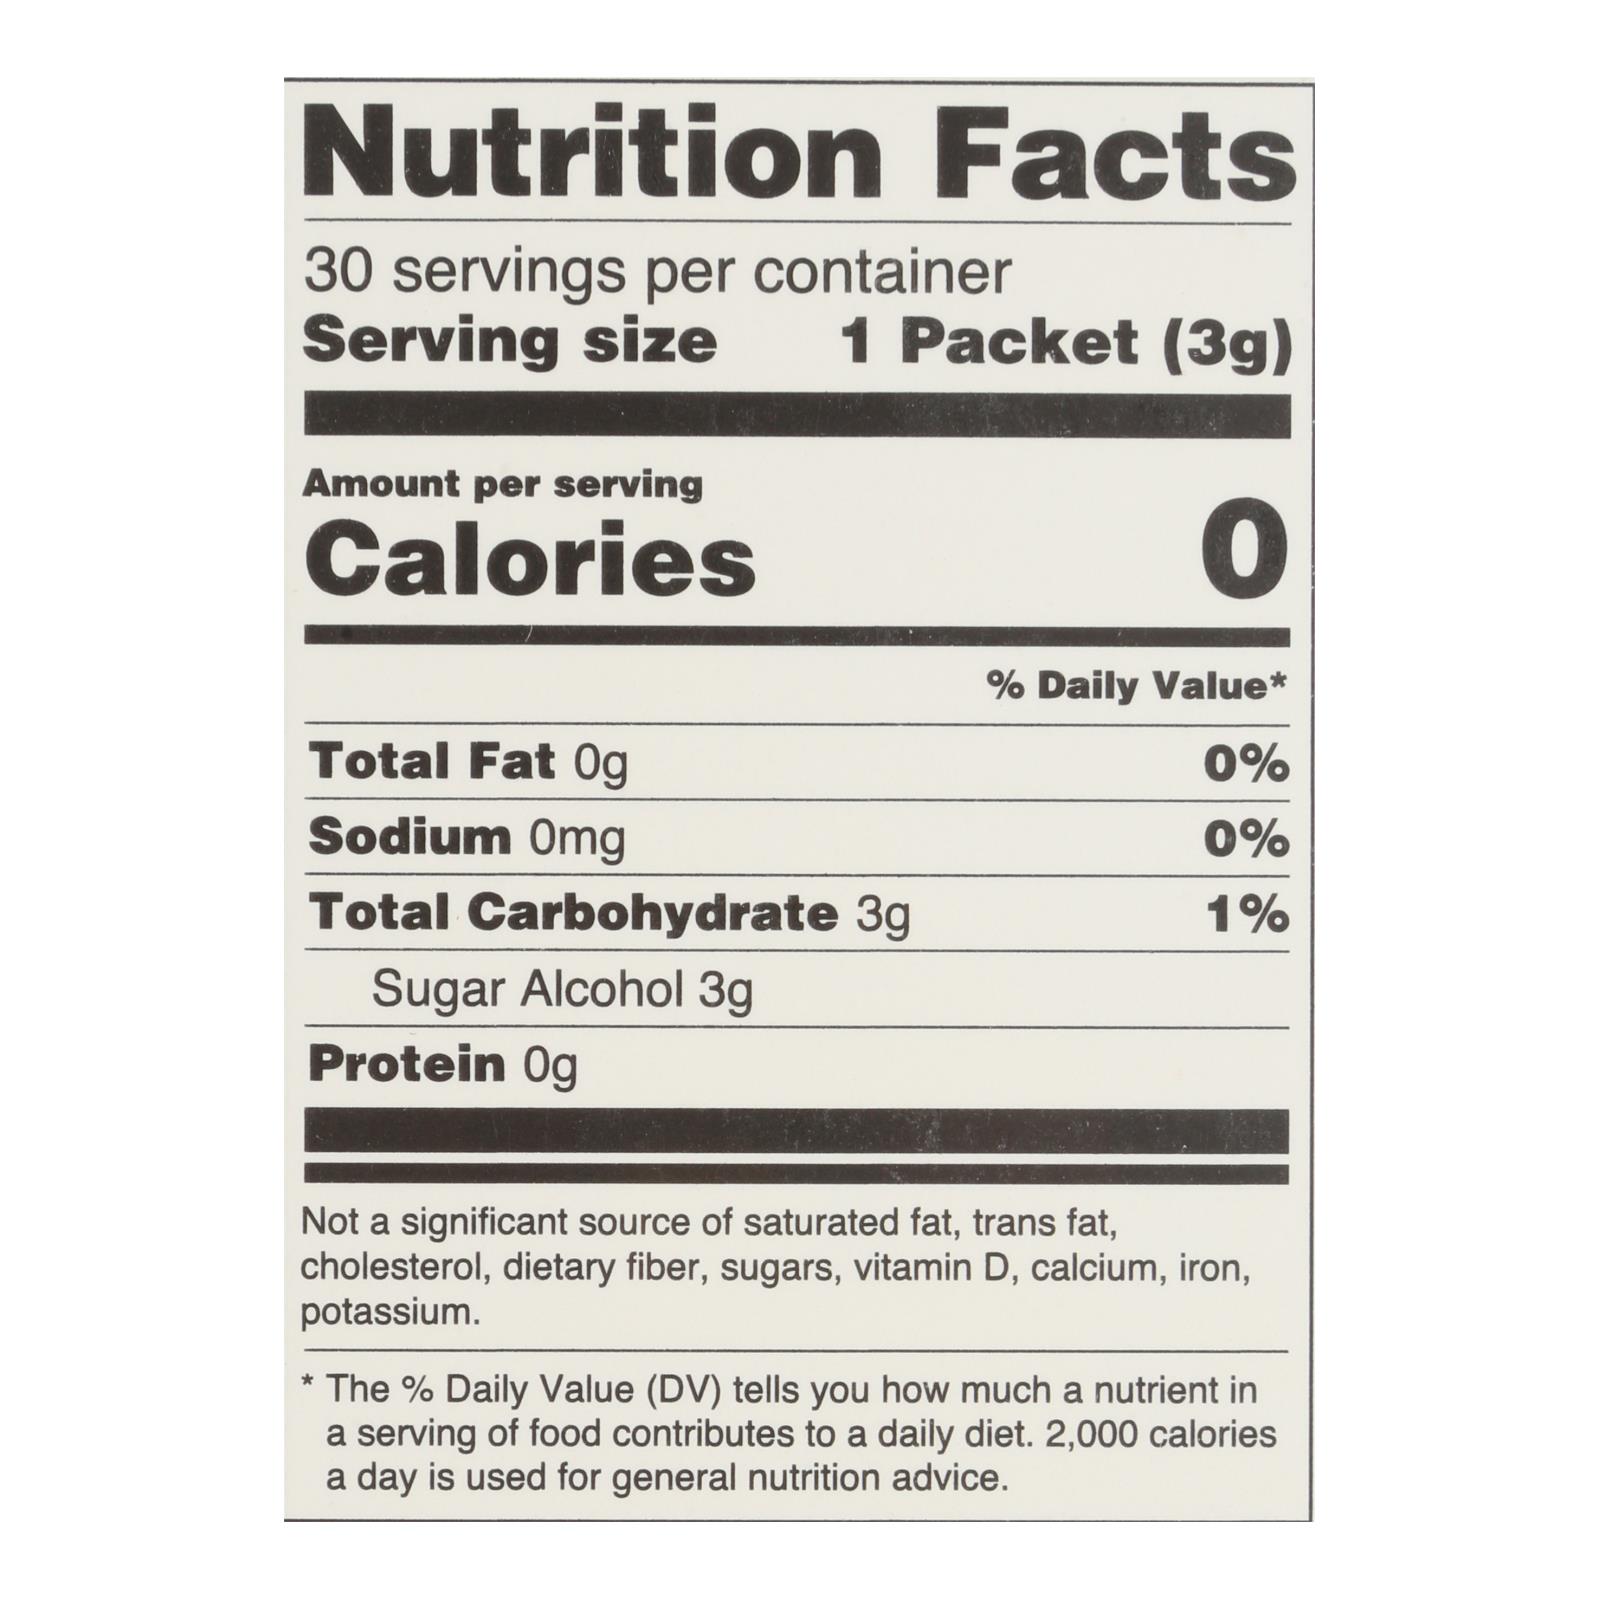 Nutrition Facts
30 servings per container
Serving size 1 Packet (3g)
Amount per serving
Calories 0
% Daily Value*
Total Fat 0g 0%
Sodium 0mg 0%
Total Carbohydrate 3g 1%
Sugar Alcohol 3g
Protein 0g
Not a significant source of saturated fat, trans fat,
cholesterol, dietary fiber, sugars, vitamin D, calcium, iron,
potassium.
* The % Daily Value (DV) tells you how much a nutrient in
a serving of food contributes to a daily diet. 2,000 calories
a day is used for general nutrition advice.